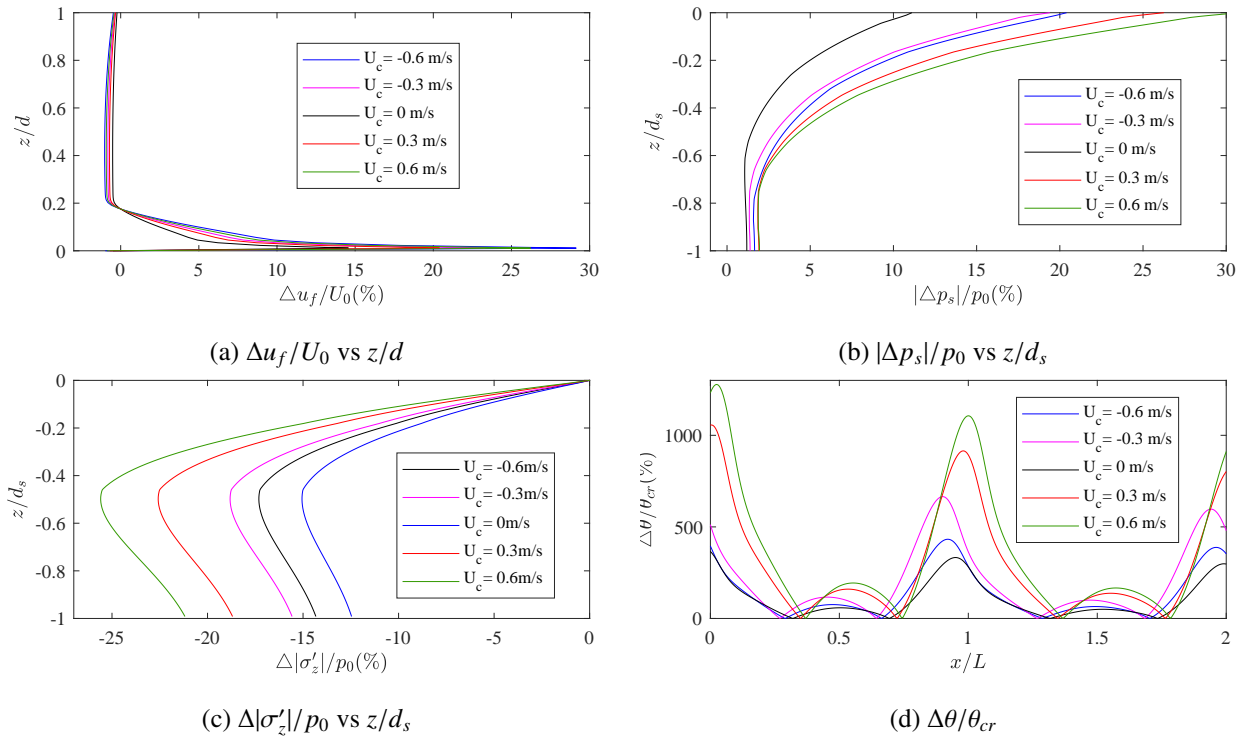 1
0.8
0.6
0.4
0.2
0
z/d
U_c= -0.6 m/s
U_c= -0.3 m/s
U_c= 0 m/s
U_c= 0.3 m/s
U_c= 0.6 m/s
0 5 10 15 20 25 30
△u_f/U_0(%)
(a) Δu_f/U_0 vs z/d
0
-0.2
-0.4
-0.6
-0.8
-1
z/d_s
U_c= -0.6 m/s
U_c= -0.3 m/s
U_c= 0 m/s
U_c= 0.3 m/s
U_c= 0.6 m/s
0 5 10 15 20 25 30
|△p_s|/p_0(%)
(b) |Δp_s|/p_0 vs z/d_s
0
-0.2
-0.4
-0.6
-0.8
-1
z/d_s
U_c= -0.6m/s
U_c= -0.3m/s
U_c= 0m/s
U_c= 0.3m/s
U_c= 0.6m/s
-25 -20 -15 -10 -5 0
△|σ′_z|/p_0(%)
(c) Δ|σ′_z|/p_0 vs z/d_s
1000
500
0
△θ/θ_cr(%)
U_c= -0.6 m/s
U_c= -0.3 m/s
U_c= 0 m/s
U_c= 0.3 m/s
U_c= 0.6 m/s
0 0.5 1 1.5 2
x/L
(d) Δθ/θ_cr